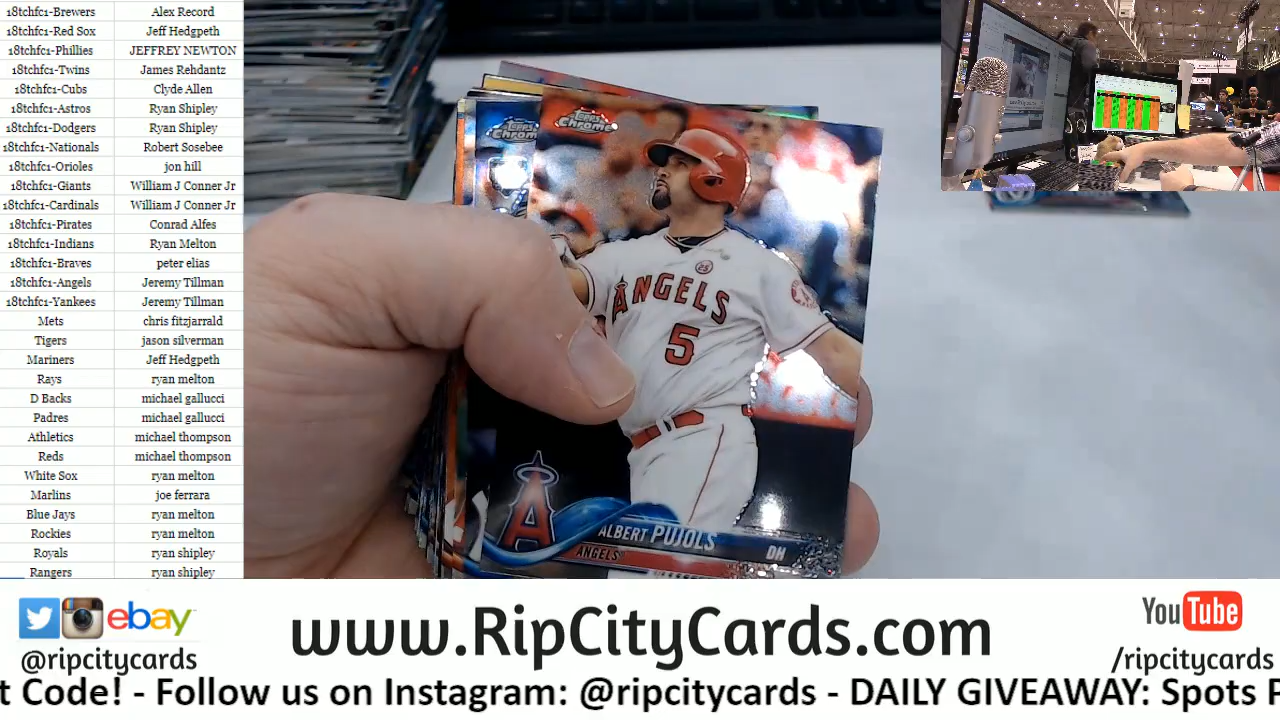 18tchfc1-Brewers Alex Record
18tchfc1-Red Sox Jeff Hedgpeth
18tchfc1-Phillies JEFFREY NEWTON
18tchfc1-Twins James Rehdantz
18tchfc1-Cubs Clyde Allen
18tchfc1-Astros Ryan Shipley
18tchfc1-Dodgers Ryan Shipley
18tchfc1-Nationals Robert Sosebee
18tchfc1-Orioles jon hill
18tchfc1-Giants William J Conner Jr
18tchfc1-Cardinals William J Conner Jr
18tchfc1-Pirates Conrad Alfes
18tchfc1-Indians Ryan Melton
18tchfc1-Braves peter elias
18tchfc1-Angels Jeremy Tillman
18tchfc1-Yankees Jeremy Tillman
Mets chris fitzjarrald
Tigers jason silverman
Mariners Jeff Hedgpeth
Rays ryan melton
D Backs michael gallucci
Padres michael gallucci
Athletics michael thompson
Reds michael thompson
White Sox ryan melton
Marlins joe ferrara
Blue Jays ryan melton
Rockies ryan melton
Royals ryan shipley
Rangers ryan shipley
Topps Chrome
Topps Chrome
ANGELS
5
A
ALBERT PUJOLS
ANGELS
DH
ebay
@ripcitycards
www.RipCityCards.com
YouTube
/ripcitycards
t Code! - Follow us on Instagram: @ripcitycards - DAILY GIVEAWAY: Spots